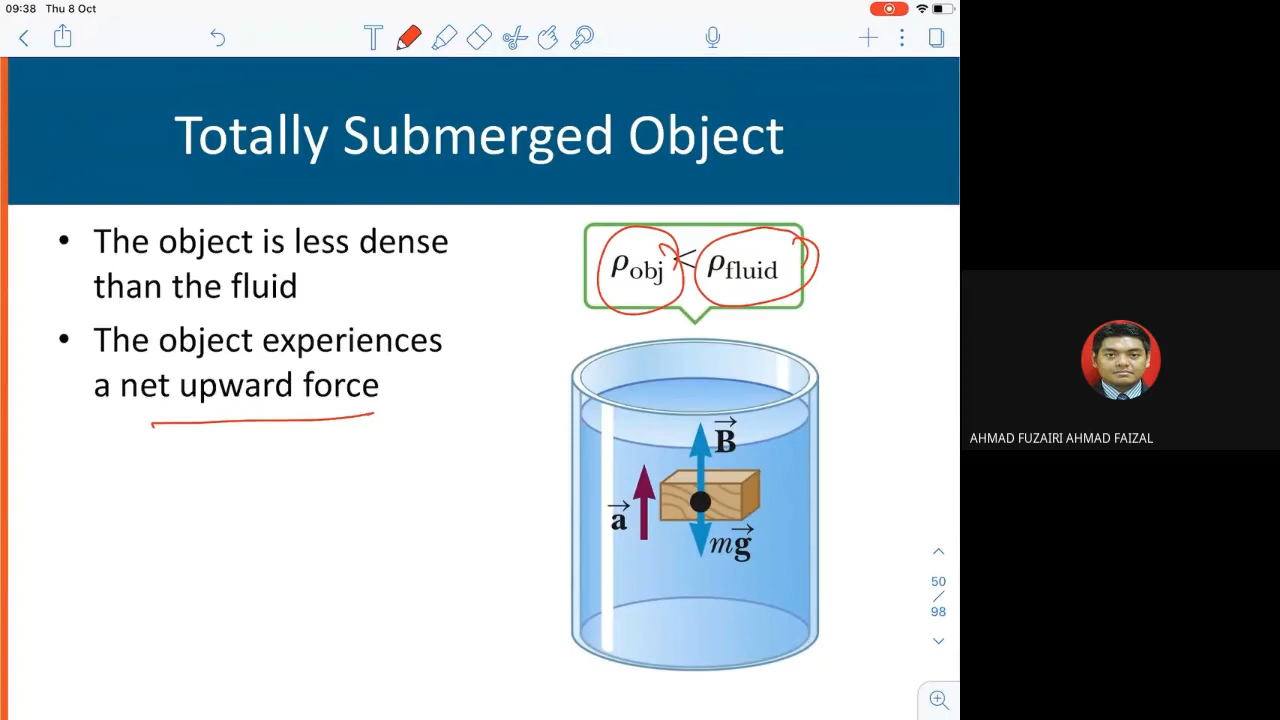 09:38 Thu 8 Oct
Totally Submerged Object
• The object is less dense
than the fluid
• The object experiences
a net upward force
ρobj < ρfluid
B
a
mg
50
/
98
AHMAD FUZAIRI AHMAD FAIZAL